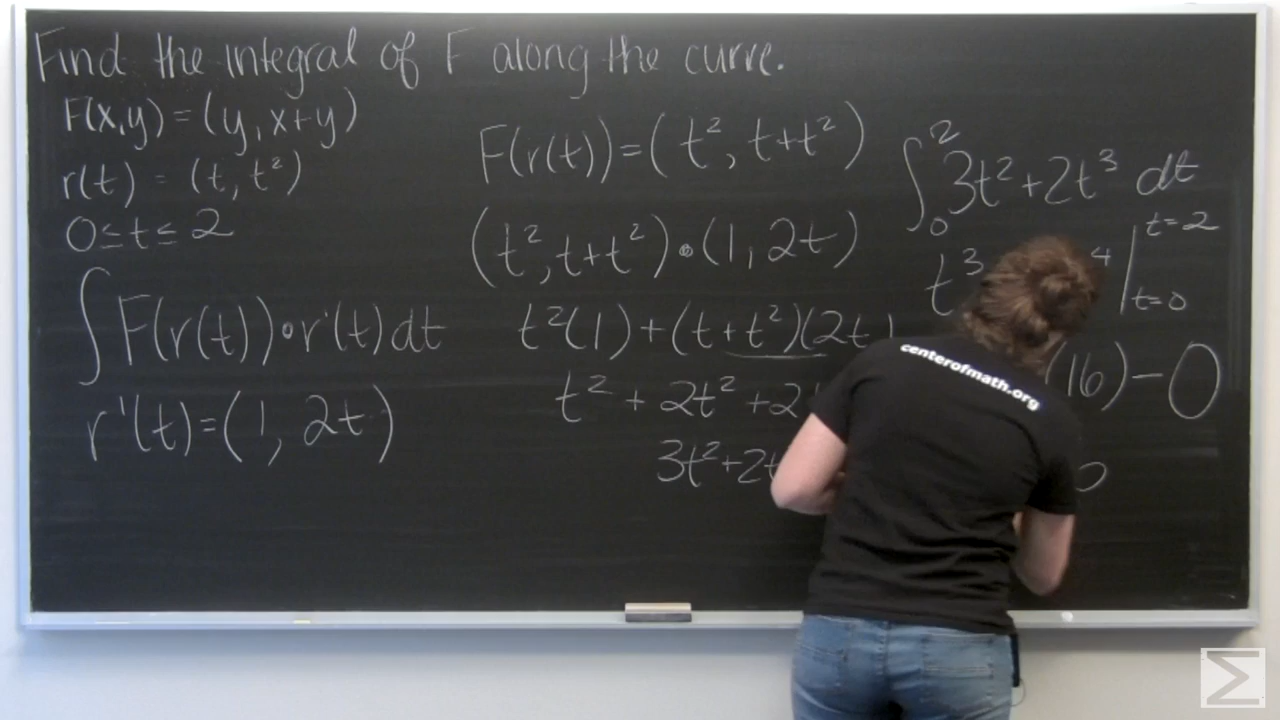 Find the integral of F along the curve.
F(x,y) = (y, x+y)
r(t) = (t, t²)
0≤t≤2
∫F(r(t))•r'(t)dt
r'(t)=(1, 2t)
F(r(t))=(t², t+t²)
(t², t+t²)•(1, 2t)
t²(1)+(t+t²)(2t
t² + 2t² + 2
3t²+2t
∫₀² 3t²+2t³ dt
t³ ⁴|t=2
t=0
(16)-0
centerofmath.org
Σ